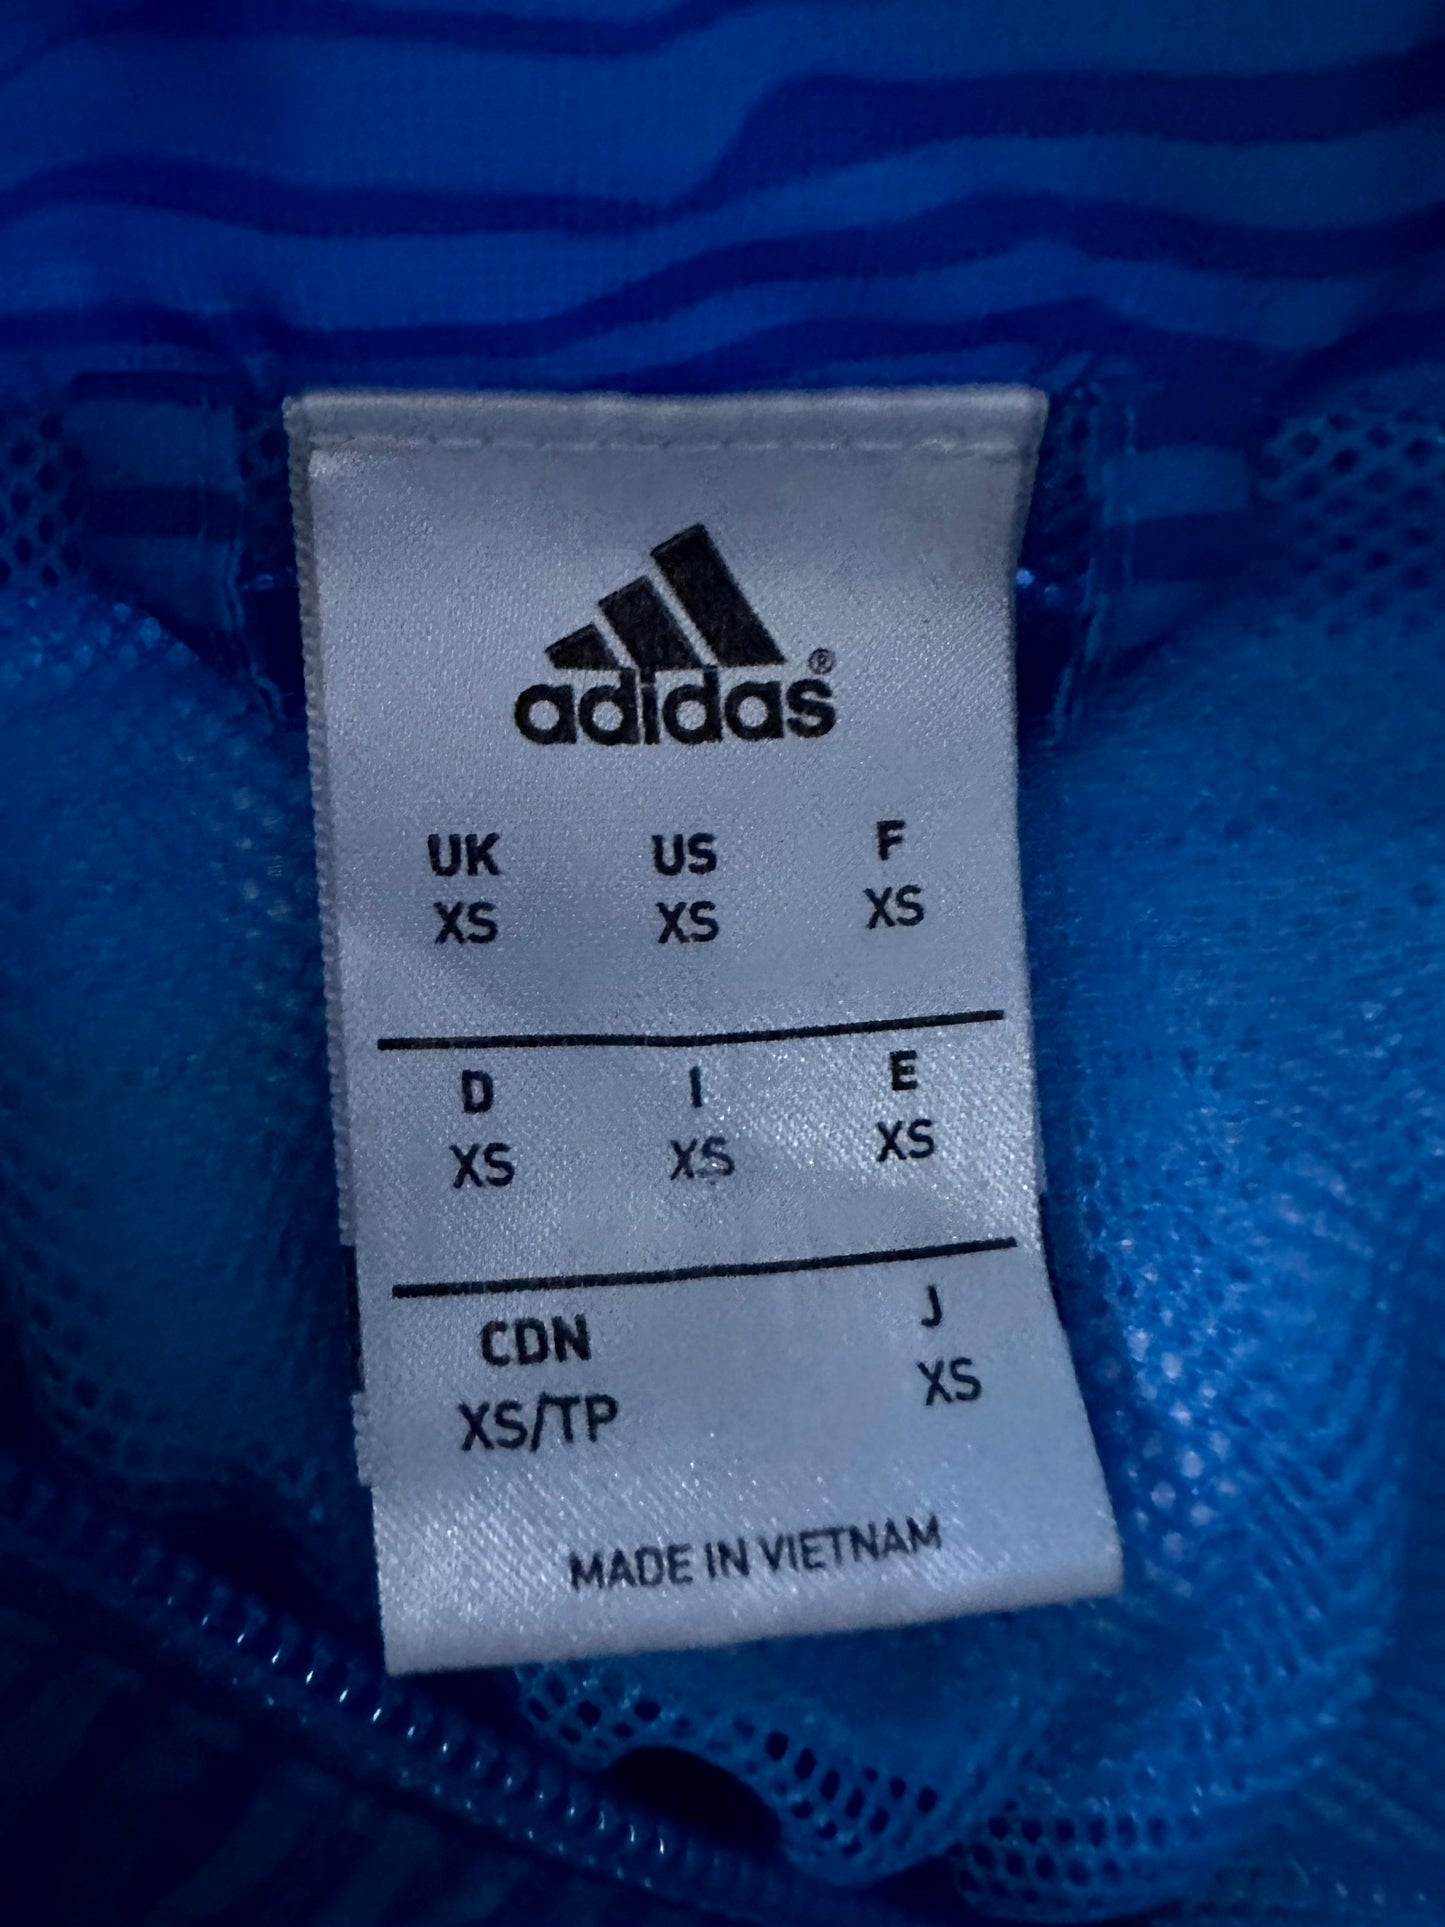 adidas®
UK US F
XS XS XS
D I E
XS XS XS
CDN J
XS/TP XS
MADE IN VIETNAM